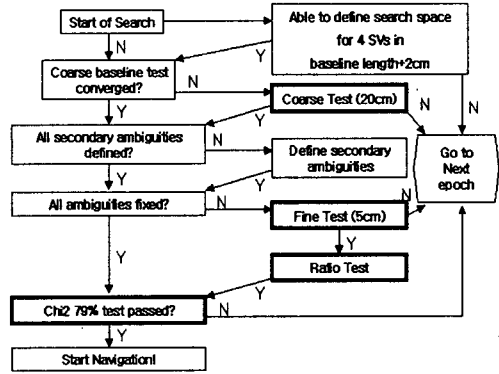 Start of Search
Able to define search space
for 4 SVs in
baseline length+2cm
N
Y
Coarse baseline test
converged?
N
Coarse Test (20cm)
N
N
Y
Y
All secondary ambiguities
defined?
N
Define secondary
ambiguities
Go to
Next
epoch
Y
Y
All ambiguities fixed?
N
Fine Test (5cm)
N
Y
Y
Ratio Test
Y
Chi2 79% test passed?
N
Y
Start Navigation!